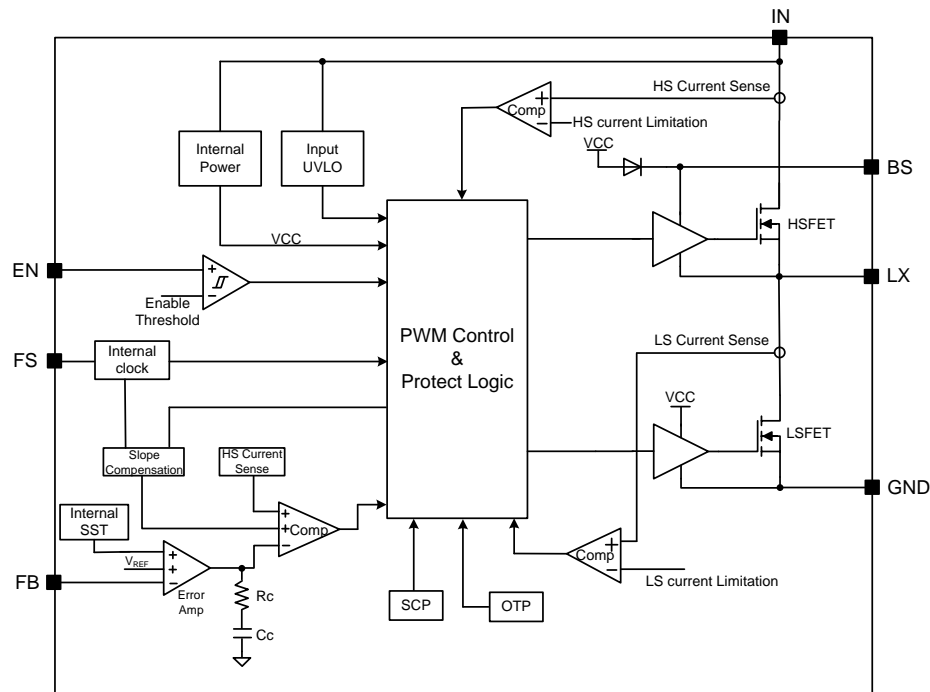 IN
HS Current Sense
+
Comp
−
HS current Limitation
Internal
Power
Input
UVLO
VCC
BS
HSFET
VCC
EN
+
−
Enable
Threshold
LX
FS
Internal
clock
PWM Control
&
Protect Logic
LS Current Sense
VCC
LSFET
Slope
Compensation
HS Current
Sense
GND
Internal
SST
+
+
−
Comp
+
Comp
−
LS current Limitation
VREF
+
+
−
FB
Error
Amp
Rc
Cc
SCP
OTP